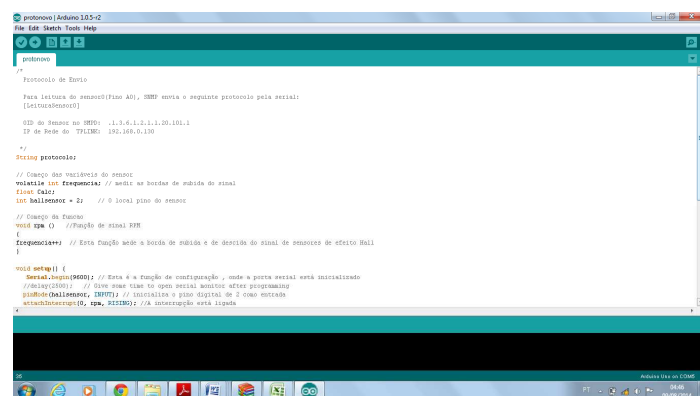 protonovo | Arduino 1.0.5-r2
File Edit Sketch Tools Help
protonovo
/*
Protocolo de Envio
Para leitura do sensor0(Pino A0), SNMP envia o seguinte protocolo pela serial:
[LeituraSensor0]
OID do Sensor no SMPD: .1.3.6.1.2.1.1.20.101.1
IP de Rede do TPLINK: 192.168.0.130
*/
String protocolo;
// Começo das variáveis do sensor
volatile int frequencia; // medir as bordas de subida do sinal
float Calc;
int hallsensor = 2; // O local pino do sensor
// Começo da funcao
void rpm () //Função de sinal RPM
{
frequencia++; // Esta função mede a borda de subida e de descida do sinal de sensores de efeito Hall
}
void setup() {
Serial.begin(9600); // Esta é a função de configuração , onde a porta serial está inicializado
//delay(2500); // Give some time to open serial monitor after programming
pinMode(hallsensor, INPUT); // inicializa o pino digital de 2 como entrada
attachInterrupt(0, rpm, RISING); //A interrupção está ligada
Arduino Uno on COM5
PT
04:46